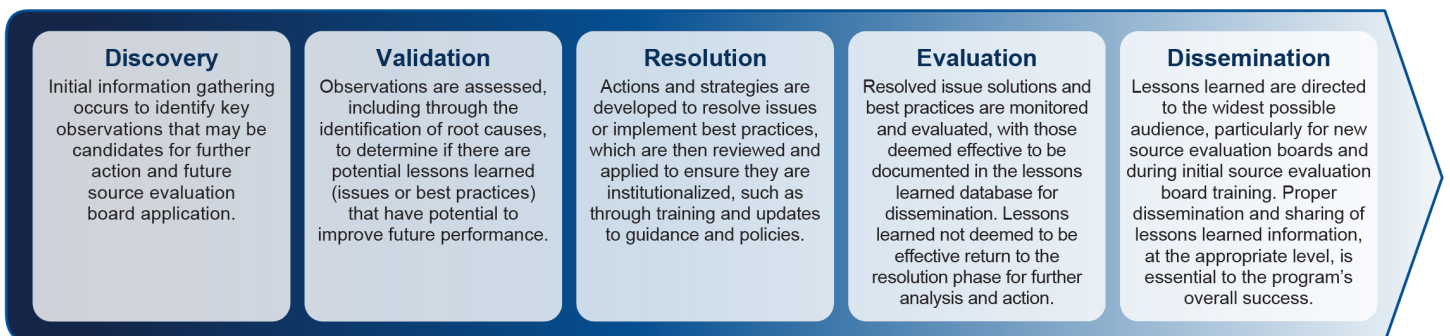 Discovery
Initial information gathering
occurs to identify key
observations that may be
candidates for further
action and future
source evaluation
board application.
Validation
Observations are assessed,
including through the
identification of root causes,
to determine if there are
potential lessons learned
(issues or best practices)
that have potential to
improve future performance.
Resolution
Actions and strategies are
developed to resolve issues
or implement best practices,
which are then reviewed and
applied to ensure they are
institutionalized, such as
through training and updates
to guidance and policies.
Evaluation
Resolved issue solutions and
best practices are monitored
and evaluated, with those
deemed effective to be
documented in the lessons
learned database for
dissemination. Lessons
learned not deemed to be
effective return to the
resolution phase for further
analysis and action.
Dissemination
Lessons learned are directed
to the widest possible
audience, particularly for new
source evaluation boards and
during initial source evaluation
board training. Proper
dissemination and sharing of
lessons learned information,
at the appropriate level, is
essential to the program’s
overall success.